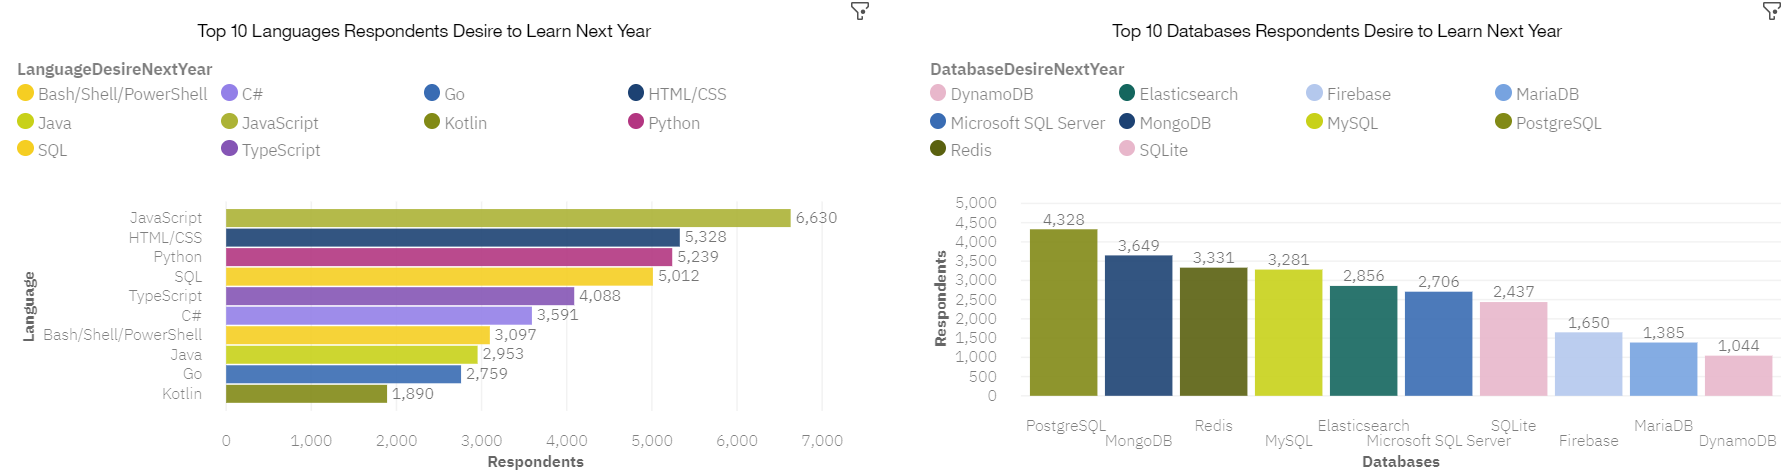 Top 10 Languages Respondents Desire to Learn Next Year
LanguageDesireNextYear
Bash/Shell/PowerShell C# Go HTML/CSS
Java JavaScript Kotlin Python
SQL TypeScript
Language
JavaScript 6,630
HTML/CSS 5,328
Python 5,239
SQL 5,012
TypeScript 4,088
C# 3,591
Bash/Shell/PowerShell 3,097
Java 2,953
Go 2,759
Kotlin 1,890
0 1,000 2,000 3,000 4,000 5,000 6,000 7,000
Respondents
Top 10 Databases Respondents Desire to Learn Next Year
DatabaseDesireNextYear
DynamoDB Elasticsearch Firebase MariaDB
Microsoft SQL Server MongoDB MySQL PostgreSQL
Redis SQLite
Respondents
5,000
4,500
4,000
3,500
3,000
2,500
2,000
1,500
1,000
500
0
4,328 3,649 3,331 3,281 2,856 2,706 2,437 1,650 1,385 1,044
PostgreSQL Redis Elasticsearch SQLite MariaDB
MongoDB MySQL Microsoft SQL Server Firebase DynamoDB
Databases